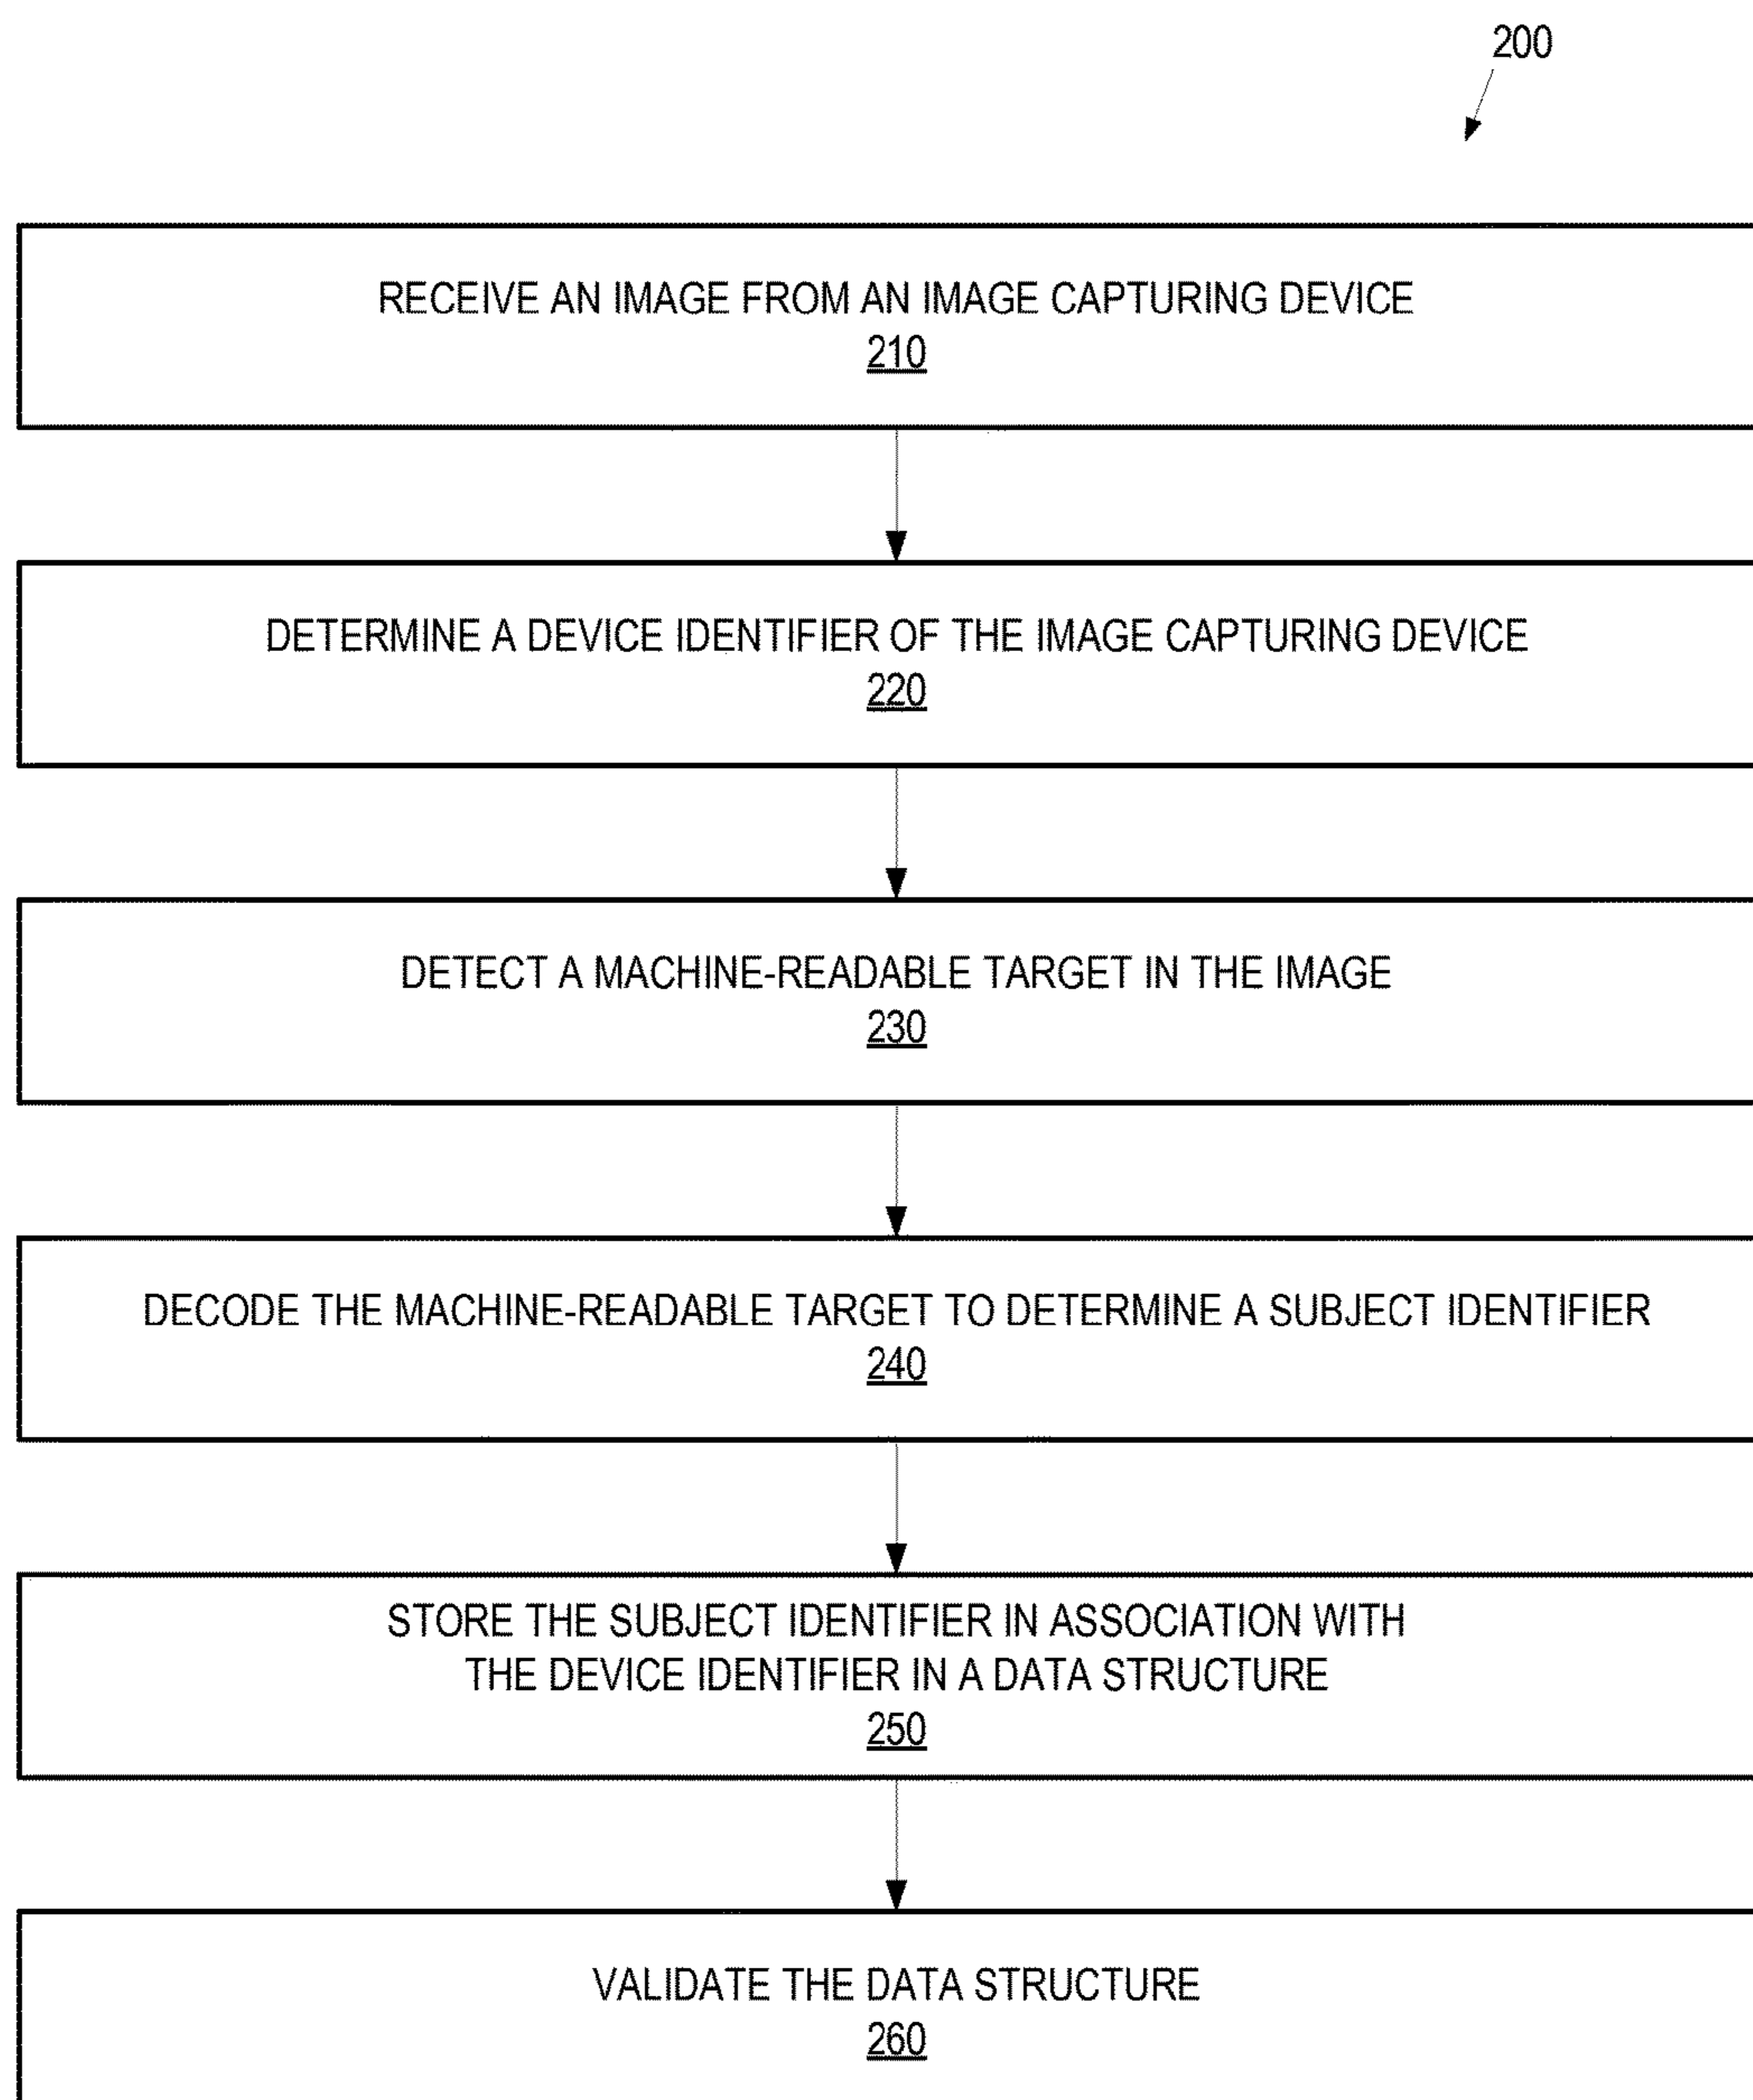 200
RECEIVE AN IMAGE FROM AN IMAGE CAPTURING DEVICE
210
DETERMINE A DEVICE IDENTIFIER OF THE IMAGE CAPTURING DEVICE
220
DETECT A MACHINE-READABLE TARGET IN THE IMAGE
230
DECODE THE MACHINE-READABLE TARGET TO DETERMINE A SUBJECT IDENTIFIER
240
STORE THE SUBJECT IDENTIFIER IN ASSOCIATION WITH
THE DEVICE IDENTIFIER IN A DATA STRUCTURE
250
VALIDATE THE DATA STRUCTURE
260